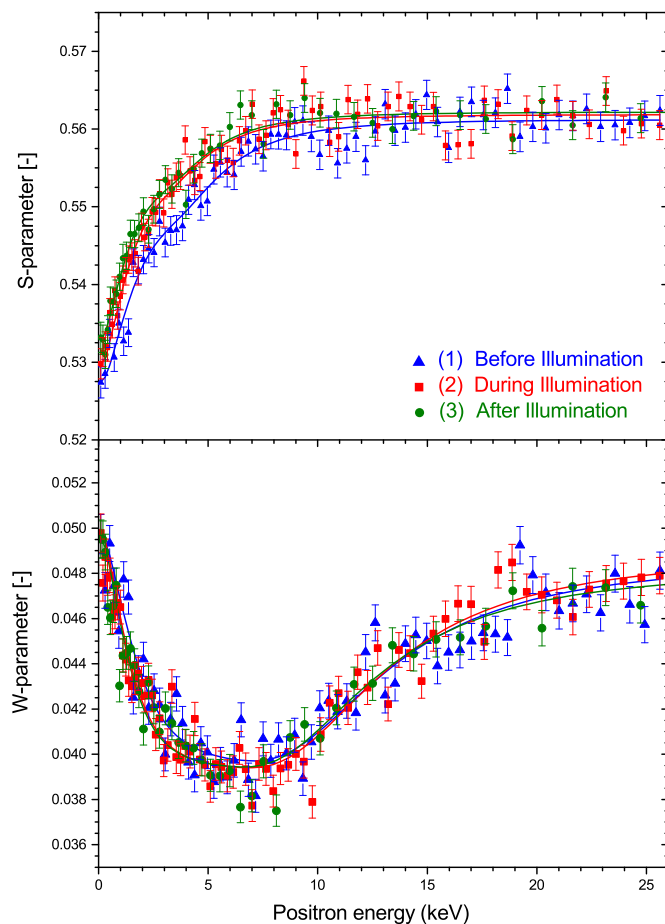 0.57
0.56
0.55
0.54
0.53
0.52
S-parameter [-]
(1) Before Illumination
(2) During Illumination
(3) After Illumination
0.052
0.050
0.048
0.046
0.044
0.042
0.040
0.038
0.036
W-parameter [-]
0 5 10 15 20 25
Positron energy (keV)